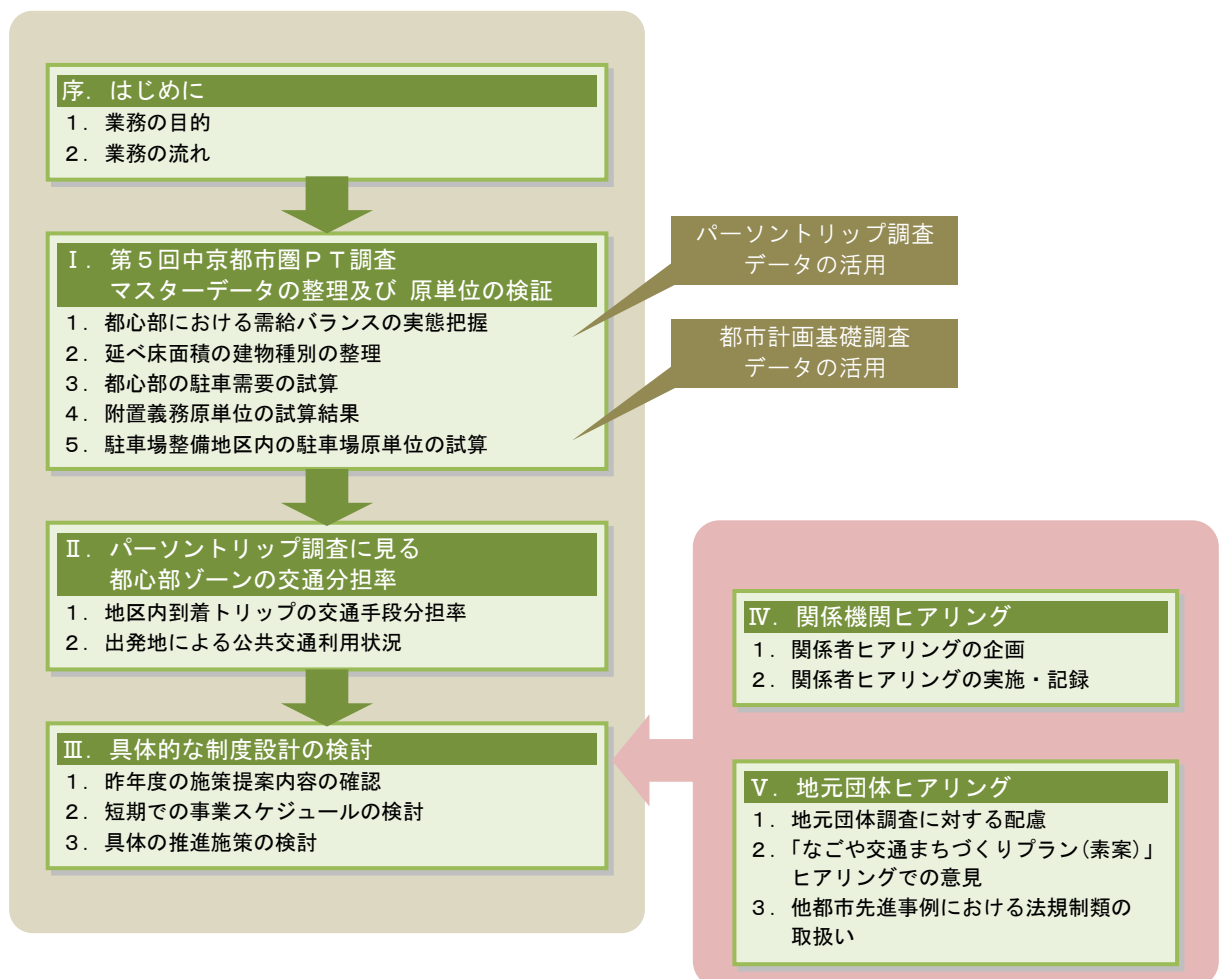 序．はじめに
１．業務の目的
２．業務の流れ
Ⅰ．第５回中京都市圏ＰＴ調査
マスターデータの整理及び 原単位の検証
１．都心部における需給バランスの実態把握
２．延べ床面積の建物種別の整理
３．都心部の駐車需要の試算
４．附置義務原単位の試算結果
５．駐車場整備地区内の駐車場原単位の試算
パーソントリップ調査
データの活用
都市計画基礎調査
データの活用
Ⅱ．パーソントリップ調査に見る
都心部ゾーンの交通分担率
１．地区内到着トリップの交通手段分担率
２．出発地による公共交通利用状況
Ⅲ．具体的な制度設計の検討
１．昨年度の施策提案内容の確認
２．短期での事業スケジュールの検討
３．具体の推進施策の検討
Ⅳ．関係機関ヒアリング
１．関係者ヒアリングの企画
２．関係者ヒアリングの実施・記録
Ⅴ．地元団体ヒアリング
１．地元団体調査に対する配慮
２．「なごや交通まちづくりプラン(素案)」
ヒアリングでの意見
３．他都市先進事例における法規制類の
取扱い